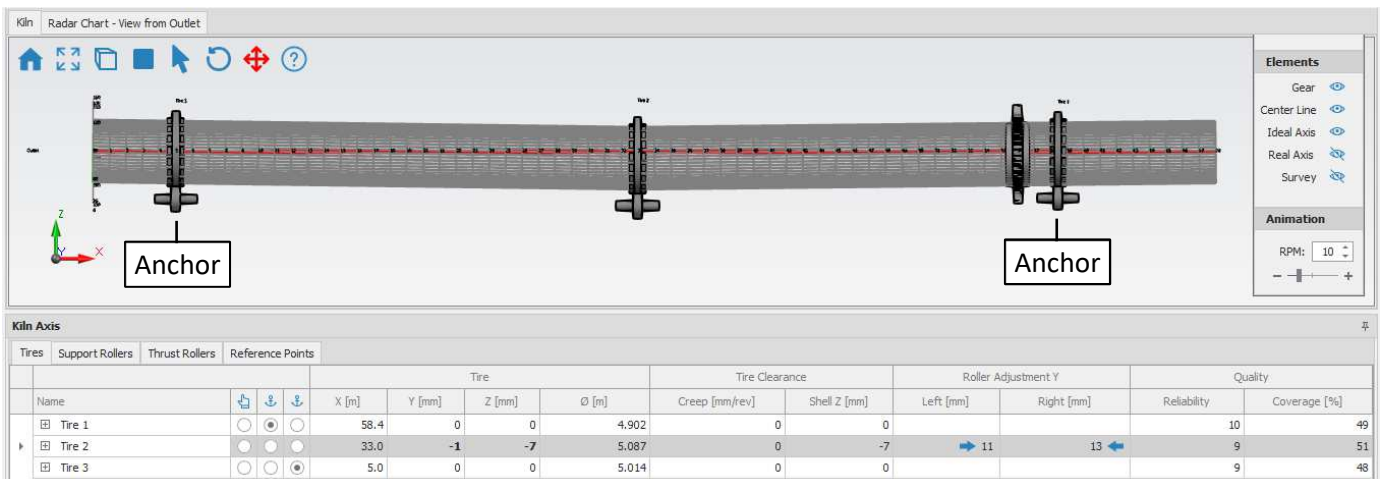 Kiln Radar Chart - View from Outlet
Elements
Gear
Center Line
Ideal Axis
Real Axis
Survey
Animation
RPM: 10
- +
Tire 1
Tire 2
Z
Y X
Anchor
Anchor
Kiln Axis
Tires Support Rollers Thrust Rollers Reference Points
Tire Tire Clearance Roller Adjustment Y Quality
Name X [m] Y [mm] Z [mm] Ø [m] Creep [mm/rev] Shell Z [mm] Left [mm] Right [mm] Reliability Coverage [%]
Tire 1 58.4 0 0 4.902 0 0 10 49
Tire 2 33.0 -1 -7 5.087 0 -7 11 13 9 51
Tire 3 5.0 0 0 5.014 0 0 9 48